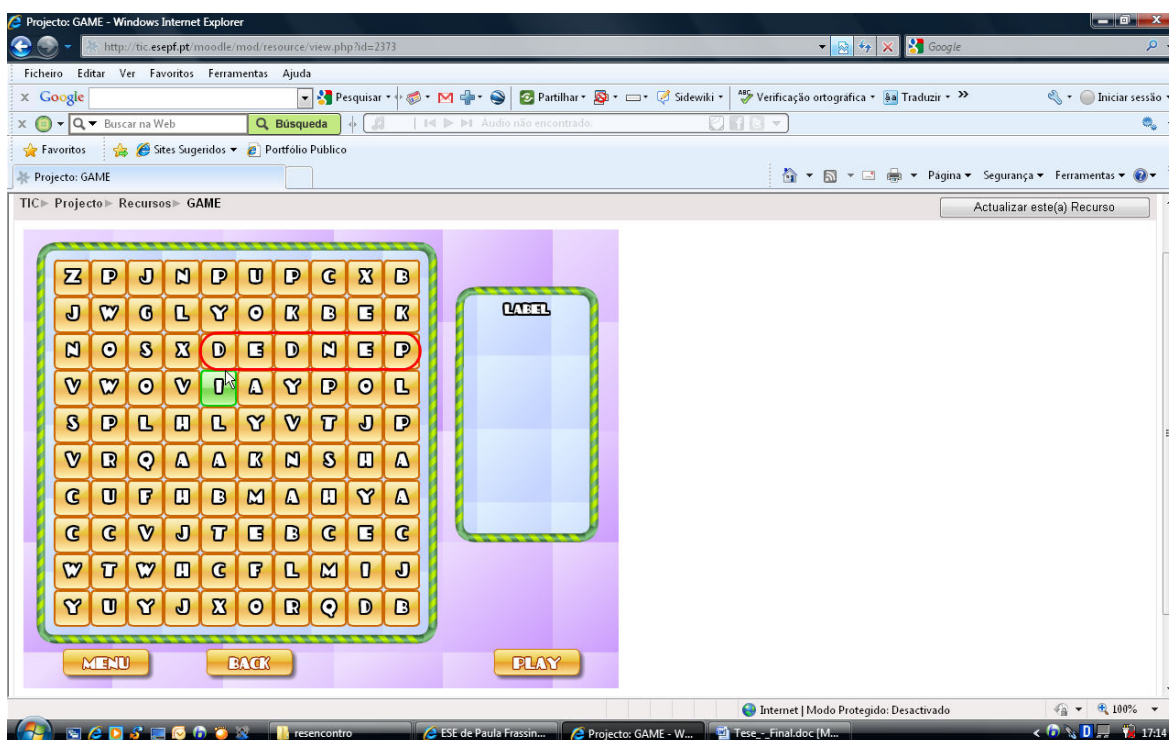 Projecto: GAME - Windows Internet Explorer
http://tic.esepf.pt/moodle/mod/resource/view.php?id=2373
Google
Ficheiro Editar Ver Favoritos Ferramentas Ajuda
x Google Pesquisar Partilhar Sidewiki Verificação ortográfica Traduzir Iniciar sessão
x Buscar na Web Búsqueda Audio não encontrado.
Favoritos Sites Sugeridos Portfólio Público
Projecto: GAME Página Segurança Ferramentas
TIC Projecto Recursos GAME Actualizar este(a) Recurso
Z P J N P U P C X B
J W G L Y O K B E K
LABEL
N O S X D E D N E P
V W O V I A Y P O L
S P L H L Y V T J P
V R Q A A K N S H A
C U F H B M A H Y A
C C V J T E B C E C
W T W H C F L M I J
Y U Y J X O R Q D B
MENU BACK PLAY
Internet | Modo Protegido: Desactivado 100%
resencontro ESE de Paula Frassin... Projecto: GAME - W... Tese_-_Final.doc [M... 17:14